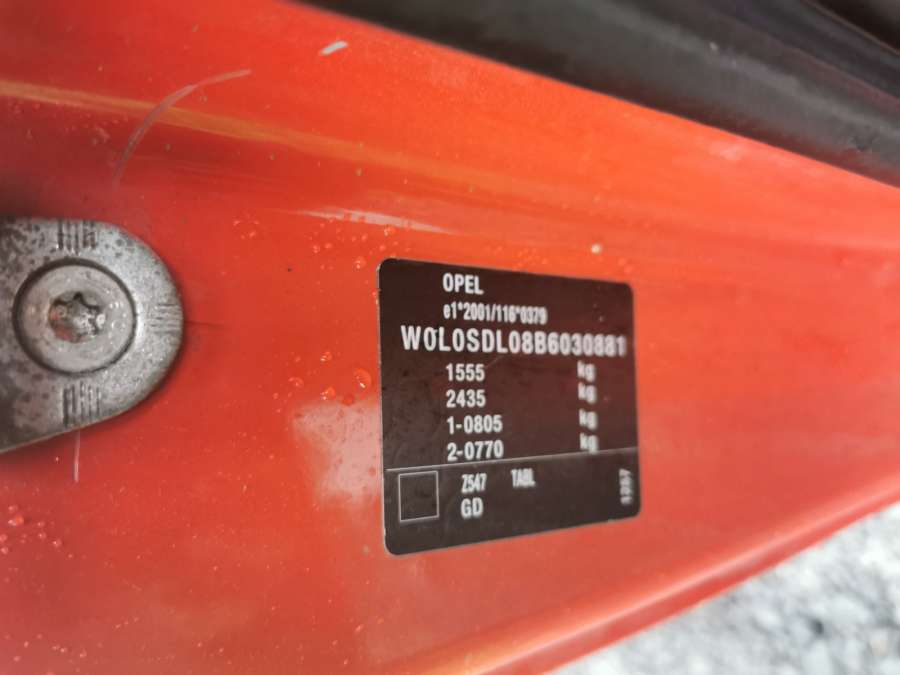 OPEL
e1*2001/116*0379
W0L0SDL08B6030881
1555 kg
2435 kg
1-0805 kg
2-0770 kg
Z547 TABL
GD